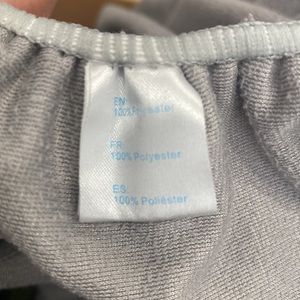 EN:
100% Polyester
FR:
100% Polyester
ES:
100% Poliéster